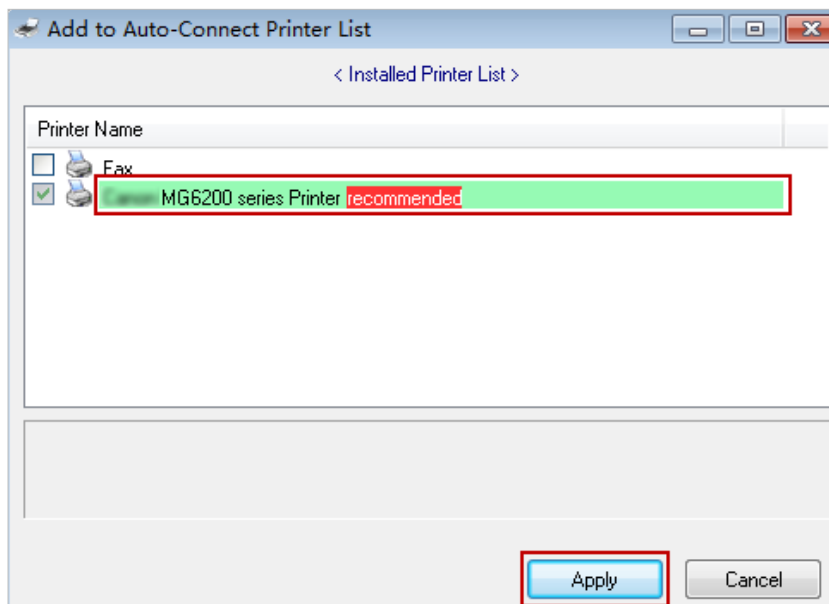 Add to Auto-Connect Printer List
< Installed Printer List >
Printer Name
Fax
MG6200 series Printer recommended
Apply
Cancel